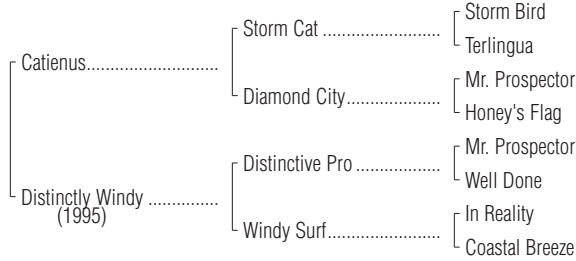 Storm Bird
Storm Cat ........................
Terlingua
Catienus...........................
Mr. Prospector
Diamond City...................
Honey's Flag
Mr. Prospector
Distinctive Pro .................
Well Done
Distinctly Windy ..............
(1995)
In Reality
Windy Surf.......................
Coastal Breeze